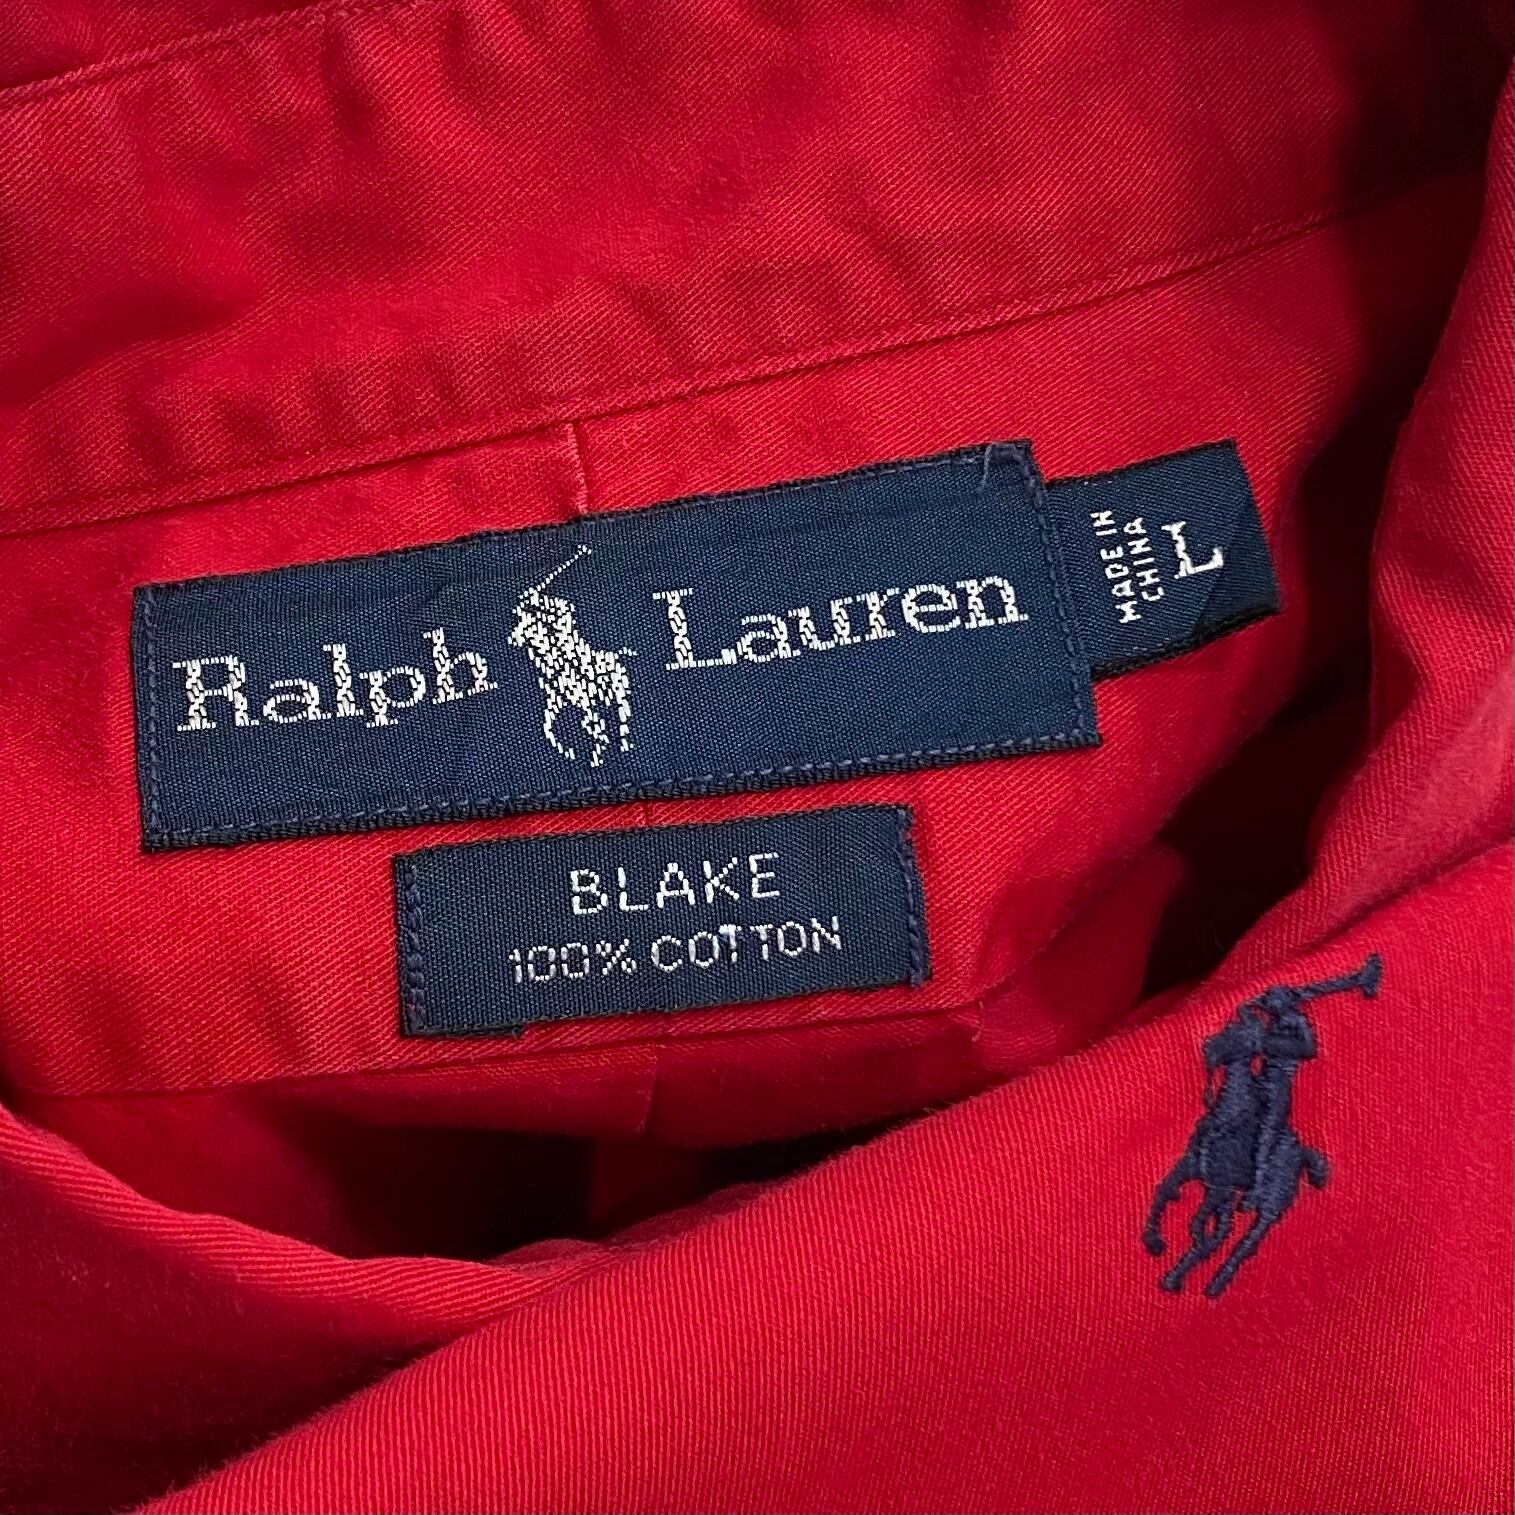 Ralph Lauren
MADE IN
CHINA
L
BLAKE
100% COTTON